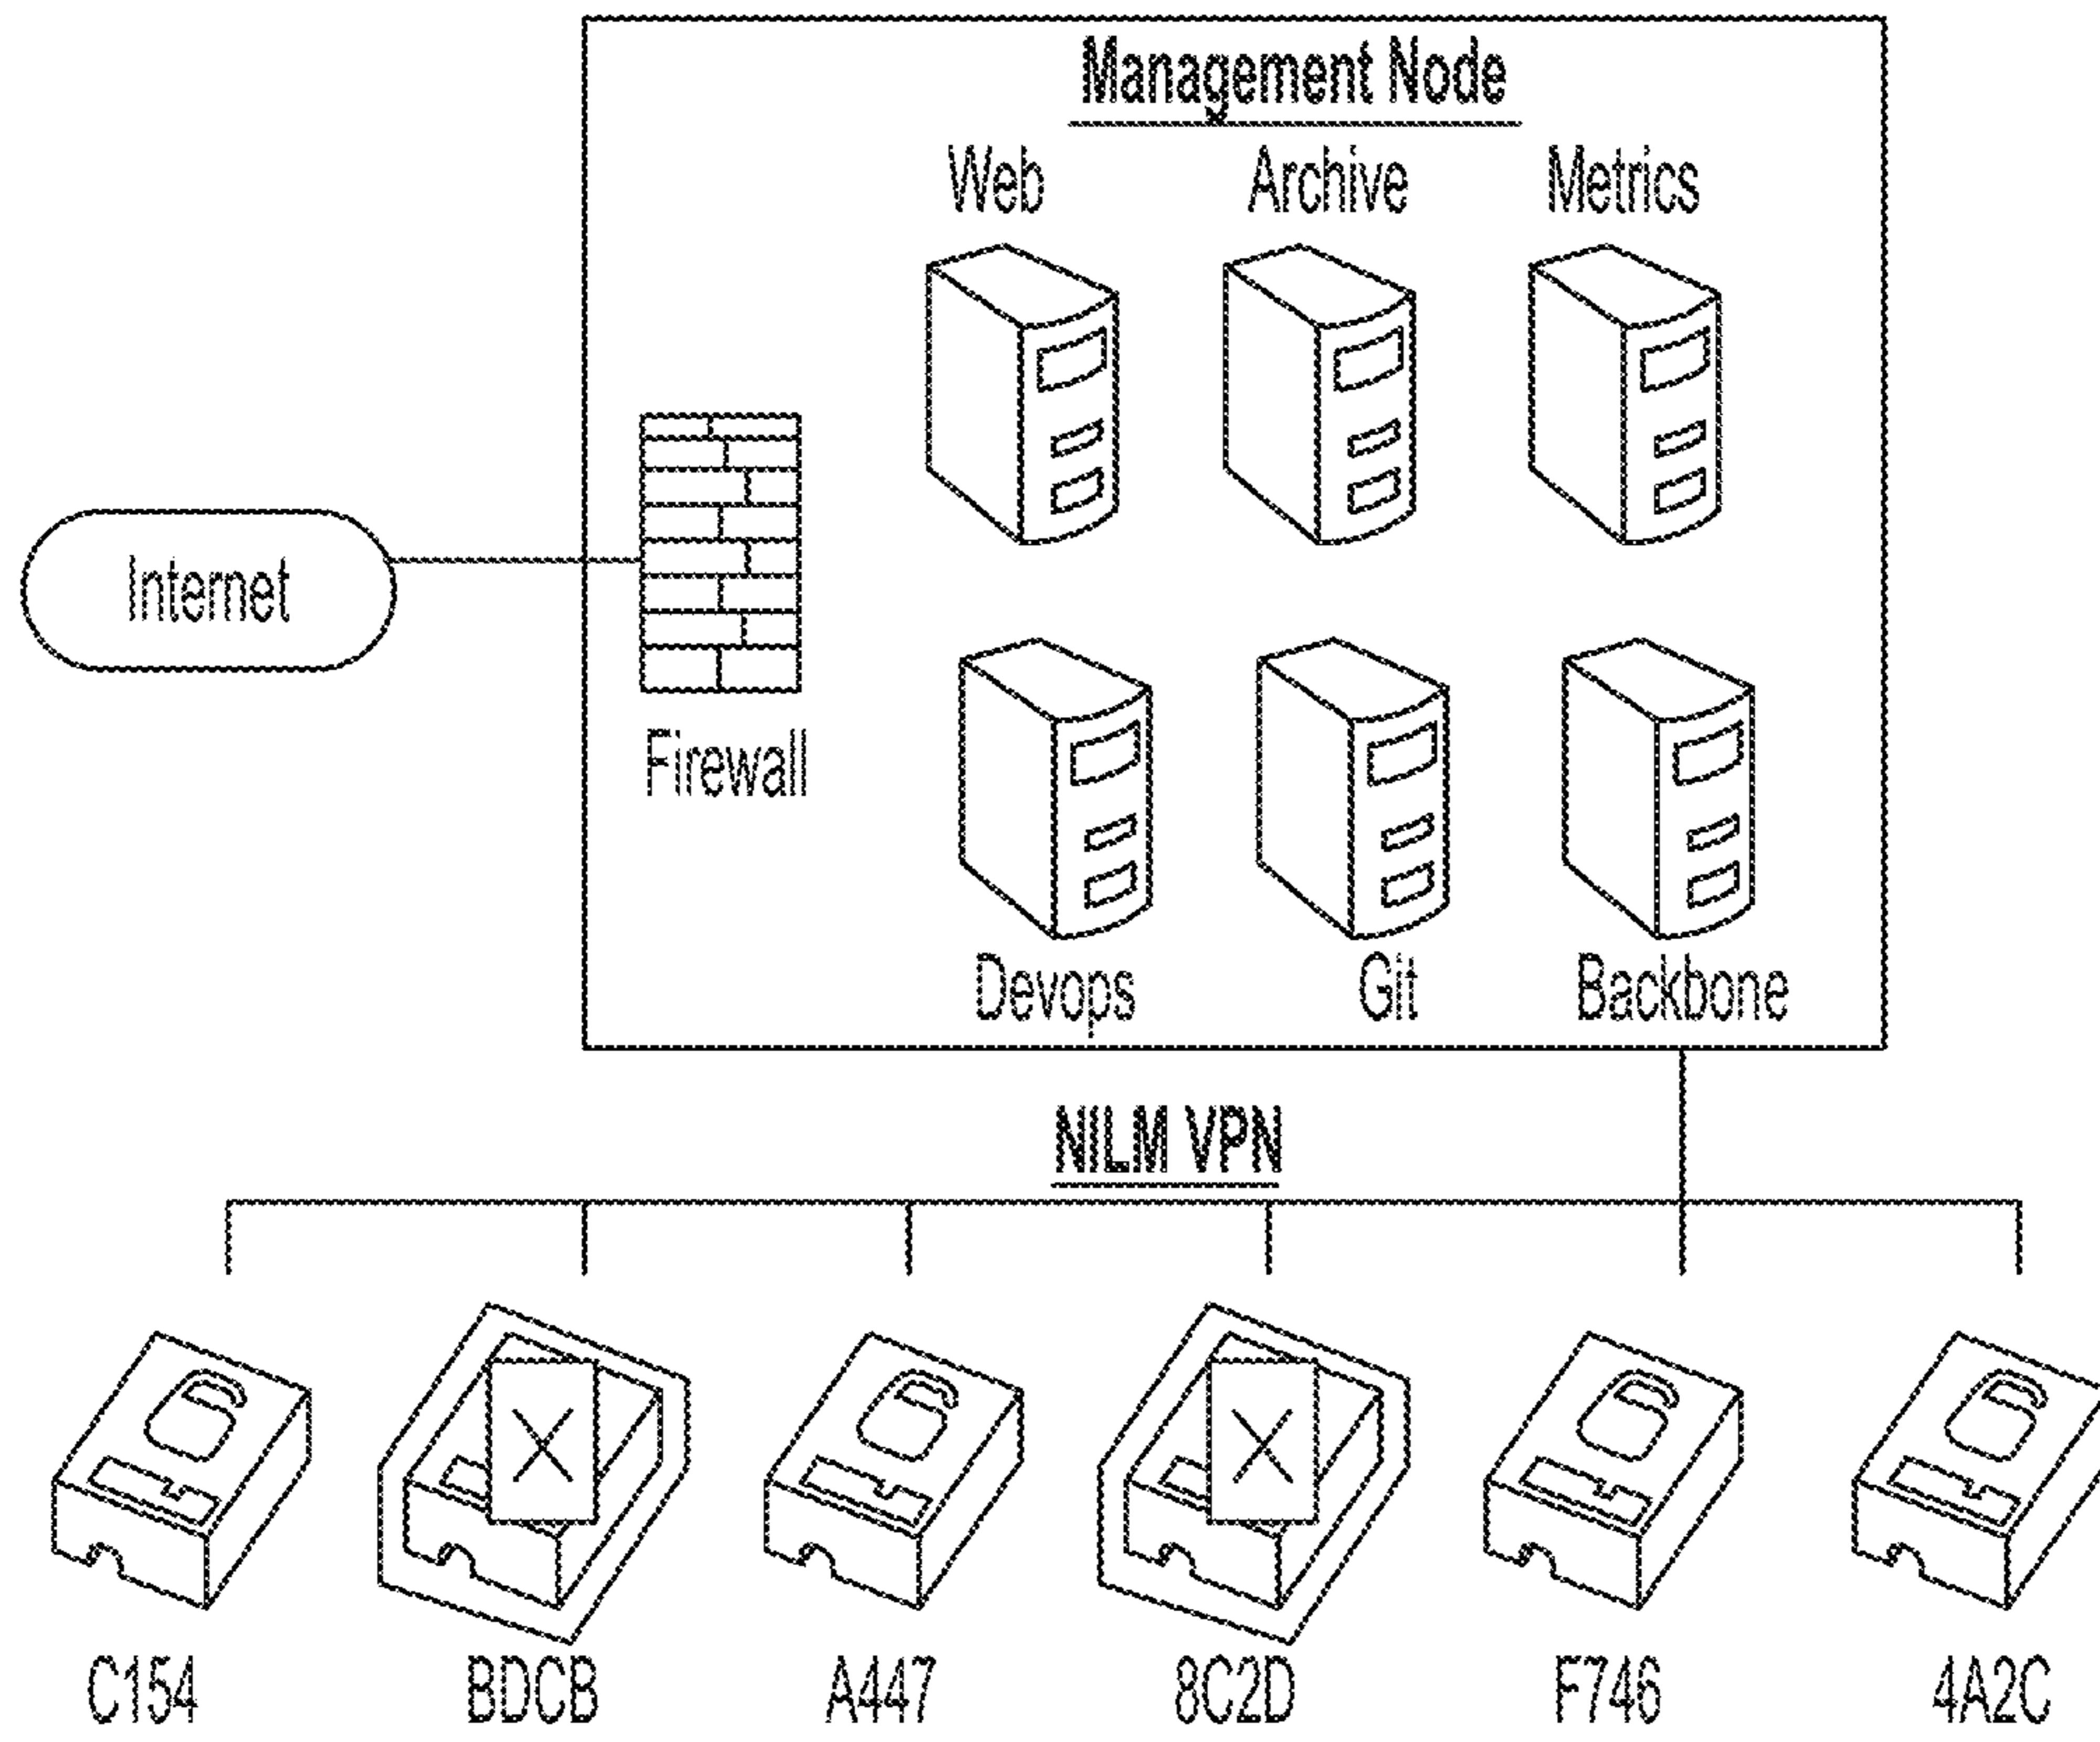 Management Node
Web Archive Metrics
Internet
Firewall
Devops Git Backbone
NILM VPN
X X
C154 BDCB A447 8C2D F746 4A2C